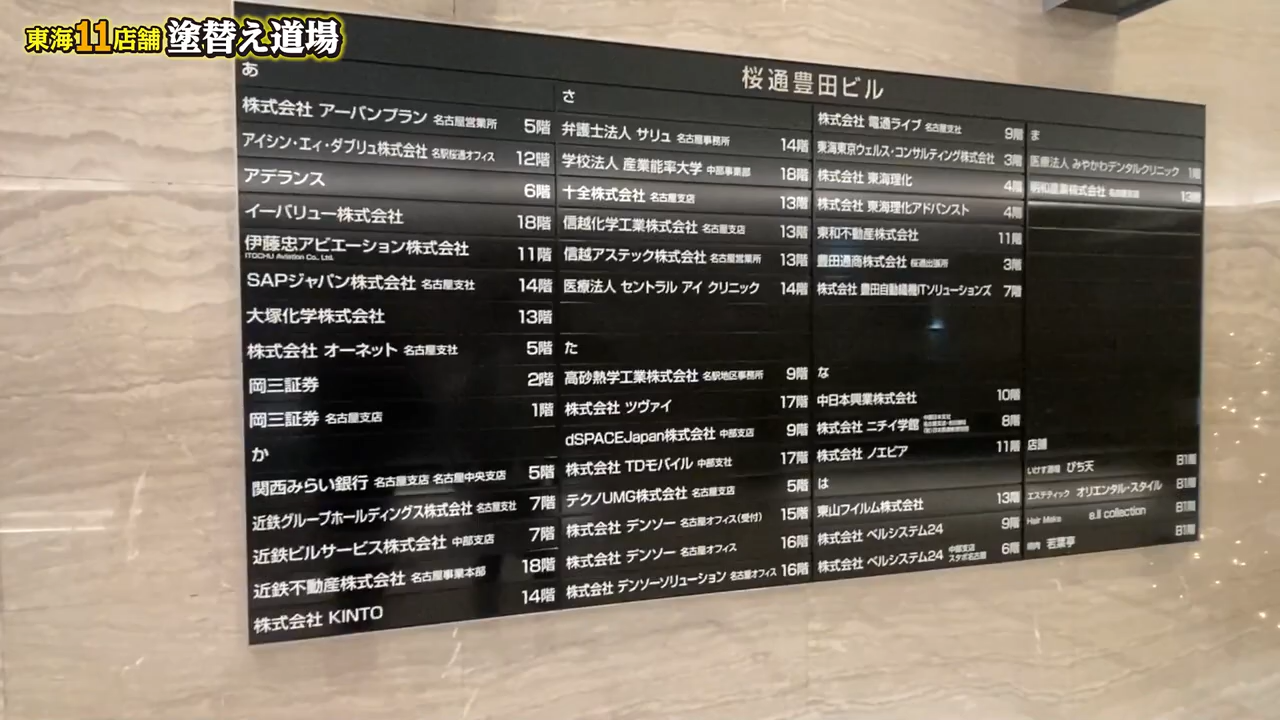 東海11店舗 塗替え道場
桜通豊田ビル
あ
株式会社 アーバンプラン 名古屋営業所 5階
アイシン・エィ・ダブリュ株式会社 名駅桜通オフィス 12階
アデランス 6階
イーバリュー株式会社 18階
伊藤忠アビエーション株式会社 11階
ITOCHU Aviation Co., Ltd.
SAPジャパン株式会社 名古屋支社 14階
大塚化学株式会社 13階
株式会社 オーネット 名古屋支社 5階
岡三証券 2階
岡三証券 名古屋支店 1階
か
関西みらい銀行 名古屋支店 名古屋中央支店 5階
近鉄グループホールディングス株式会社 名古屋支社 7階
近鉄ビルサービス株式会社 中部支店 7階
近鉄不動産株式会社 名古屋事業本部 18階
株式会社 KINTO 14階
さ
弁護士法人 サリュ 名古屋事務所 14階
学校法人 産業能率大学 中部事業部 18階
十全株式会社 名古屋支店 13階
信越化学工業株式会社 名古屋支店 13階
信越アステック株式会社 名古屋営業所 13階
医療法人 セントラル アイ クリニック 14階
た
高砂熱学工業株式会社 名駅地区事務所 9階
株式会社 ツヴァイ 17階
dSPACEJapan株式会社 中部支店 9階
株式会社 TDモバイル 中部支社 17階
テクノUMG株式会社 名古屋支店 5階
株式会社 デンソー 名古屋オフィス(受付) 15階
株式会社 デンソー 名古屋オフィス 16階
株式会社 デンソーソリューション 名古屋オフィス 16階
株式会社 電通ライブ 名古屋支社 9階
東海東京ウェルス・コンサルティング株式会社 3階
株式会社 東海理化 4階
株式会社 東海理化アドバンスト 4階
東和不動産株式会社 11階
豊田通商株式会社 桜通出張所 3階
株式会社 豊田自動織機ITソリューションズ 7階
な
中日本興業株式会社 10階
株式会社 ニチイ学館 8階
株式会社 ノエビア 11階
は
東山フイルム株式会社 13階
株式会社 ベルシステム24 9階
株式会社 ベルシステム24 中部支店 スタボ名古屋 6階
ま
医療法人 みやかわデンタルクリニック 1階
明和産業株式会社 名古屋支店 13階
店舗
いけす酒場 ぴち天 B1階
エステティック オリエンタル・スタイル B1階
Hair Make e.ll collection B1階
若葉亭 B1階